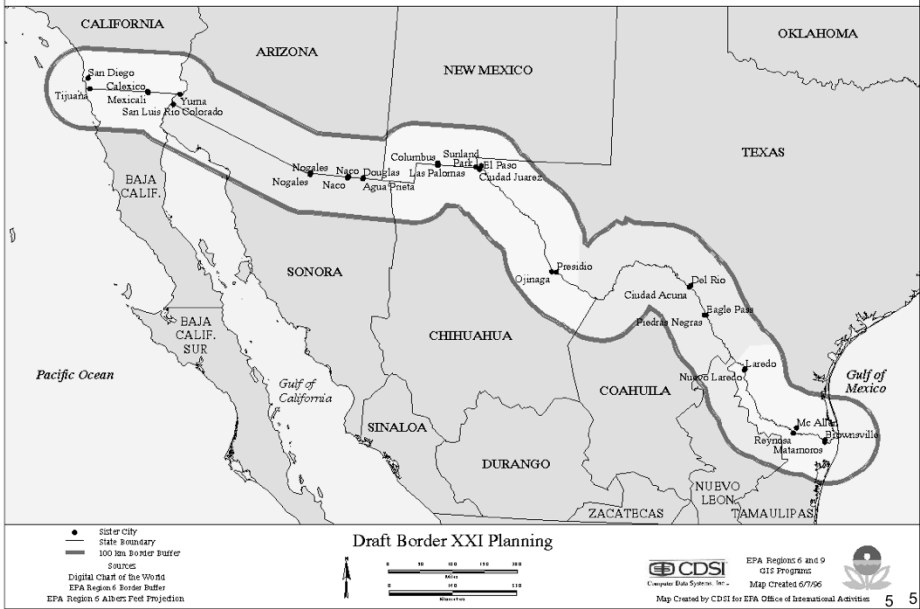 CALIFORNIA
ARIZONA
NEW MEXICO
OKLAHOMA
TEXAS
San Diego
Tijuana
Calexico
Mexicali
Yuma
San Luis Rio Colorado
Nogales
Nogales
Naco
Naco
Douglas
Agua Prieta
Columbus
Las Palomas
Sunland
Park
El Paso
Ciudad Juarez
BAJA
CALIF.
SONORA
Ojinaga
Presidio
Del Rio
Ciudad Acuna
Eagle Pass
Piedras Negras
BAJA
CALIF.
SUR
CHIHUAHUA
COAHUILA
Laredo
Nuevo Laredo
Pacific Ocean
Gulf of
California
Gulf of
Mexico
SINALOA
DURANGO
Mc Allen
Reynosa
Brownsville
Matamoros
NUEVO
LEON
ZACATECAS
TAMAULIPAS
Sister City
State Boundary
100 km Border Buffer
Sources
Digital Chart of the World
EPA Region 6 Border Buffer
EPA Region 6 Albers Feet Projection
Draft Border XXI Planning
N
Miles
Kilometers
CDSI
Computer Data Systems, Inc.
EPA Regions 6 and 9
GIS Programs
Map Created 6/7/96
Map Created by CDSI for EPA Office of International Activities
5 5